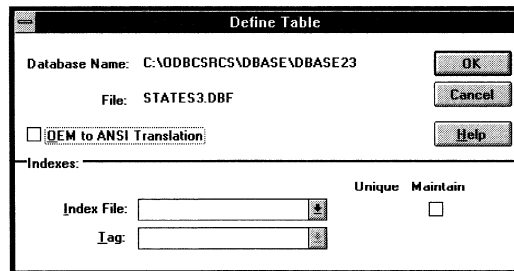 Define Table
Database Name: C:\ODBCSRCS\DBASE\DBASE23 OK
File: STATES3.DBF Cancel
OEM to ANSI Translation Help
Indexes:
Unique Maintain
Index File:
Tag: